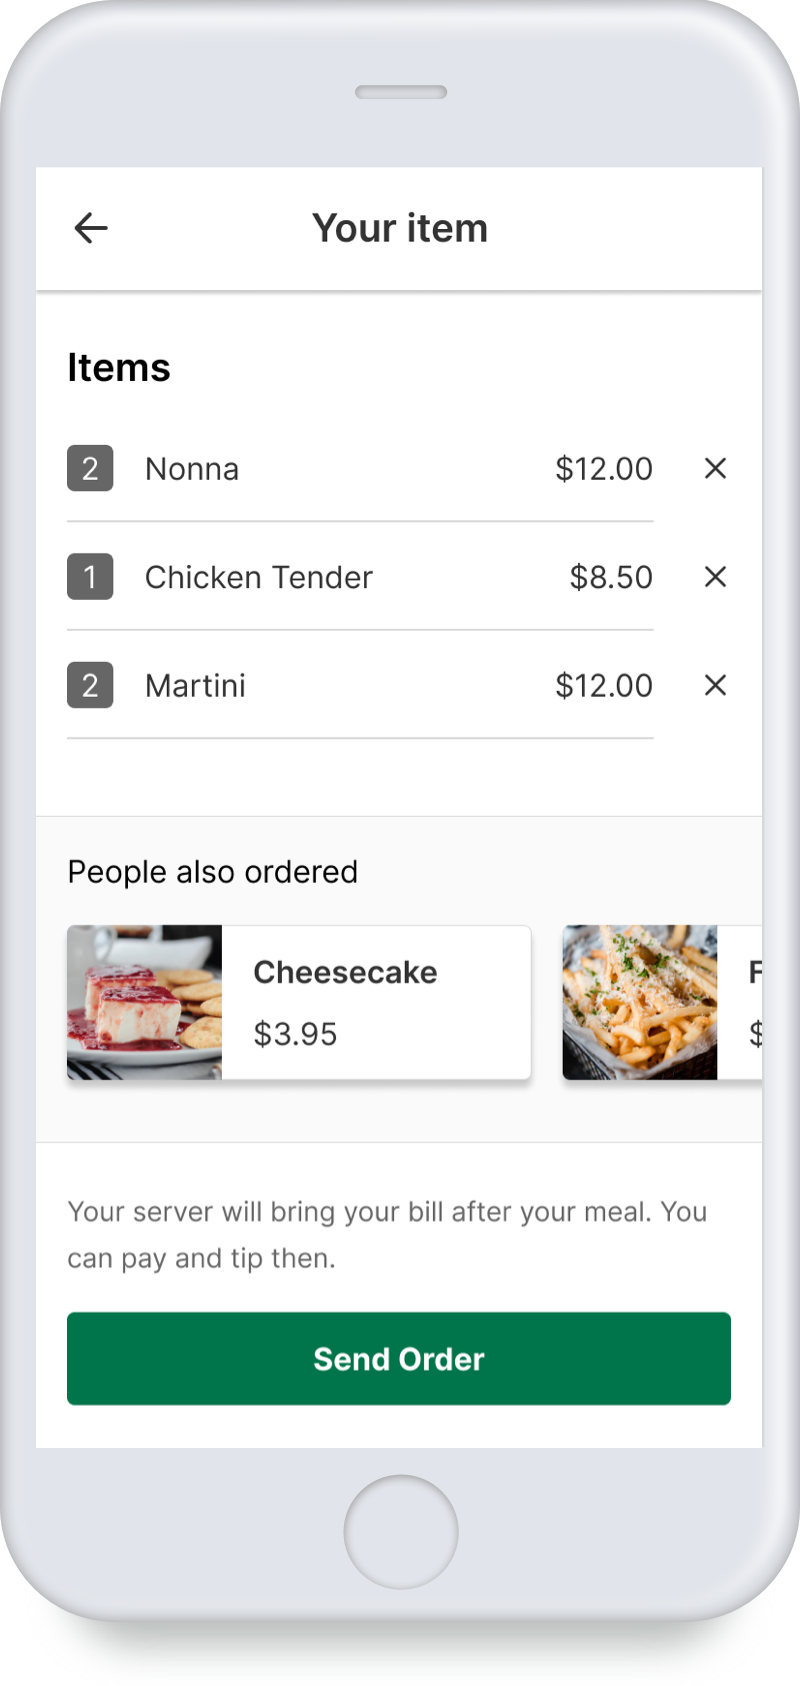 Your item
Items
2 Nonna $12.00
1 Chicken Tender $8.50
2 Martini $12.00
People also ordered
Cheesecake
$3.95
F
$
Your server will bring your bill after your meal. You
can pay and tip then.
Send Order